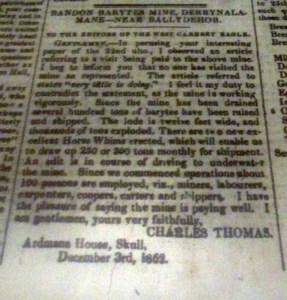 BANDON BARYTES MINE, DERRYNALA-
MANE—NEAR BALLYDEHOB.
TO THE EDITORS OF THE WEST CARBERY EAGLE.
GENTLEMEN,—In perusing your interesting
paper of the 22nd ulto, I observed an article
referring to a visit being paid to the above mine.
I beg to inform you that no one has visited the
mine as represented. The article referred to
states "very little is doing." I feel it my duty to
contradict the statement, as the mine is working
vigorously. Since the mine has been drained
several hundred tons of barytes have been raised
and shipped. The lode is twelve feet wide, and
thousands of tons exploded. There are two new ex-
cellent Horse Whims erected, which will enable us
to draw up 250 or 300 tons monthly for shipment.
An adit is in course of driving to underwater
the mine. Since we commenced operations about
100 persons are employed, viz., miners, labourers,
carpenters, coopers, cariers and shippers. I have
the pleasure of saying the mine is paying well. I
am gentlemen, yours very faithfully,
CHARLES THOMAS.
Ardmans House, Skull,
December 3rd, 1862.